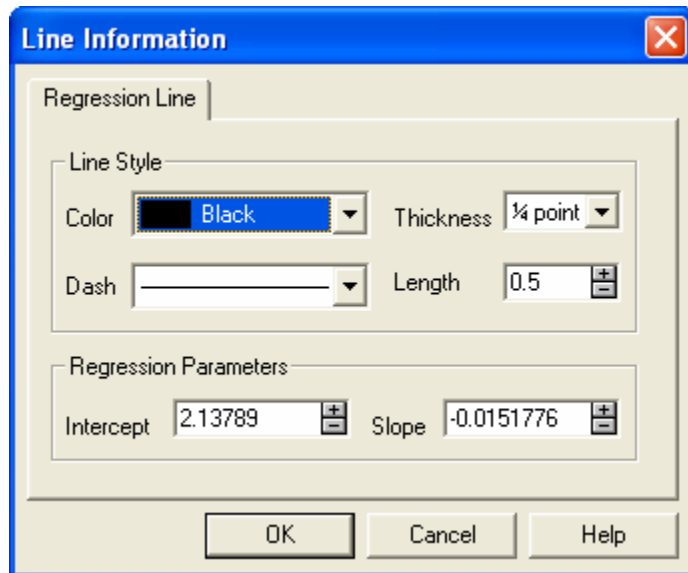 Line Information
Regression Line
Line Style
Color Black Thickness ¼ point
Dash Length 0.5
Regression Parameters
Intercept 2.13789 Slope -0.0151776
OK Cancel Help